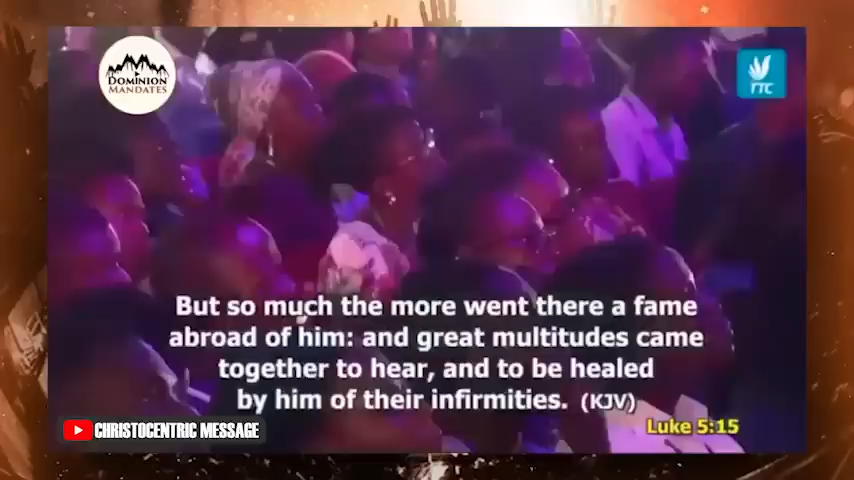 DOMINION
MANDATES
TTC
But so much the more went there a fame
abroad of him: and great multitudes came
together to hear, and to be healed
by him of their infirmities. (KJV)
Luke 5:15
CHRISTOCENTRIC MESSAGE